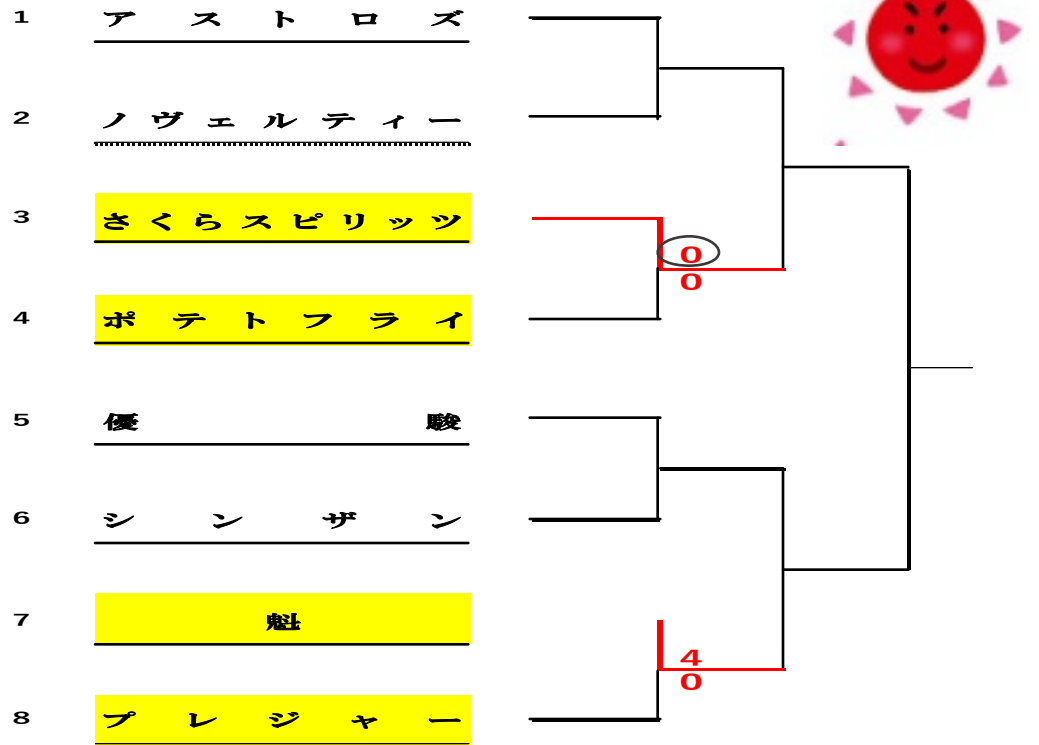 1 アストロズ
2 ノヴェルティー
3 さくらスピリッツ
0
0
4 ポテトフライ
5 優駿
6 シンザン
7 魁
4
0
8 プレジャー